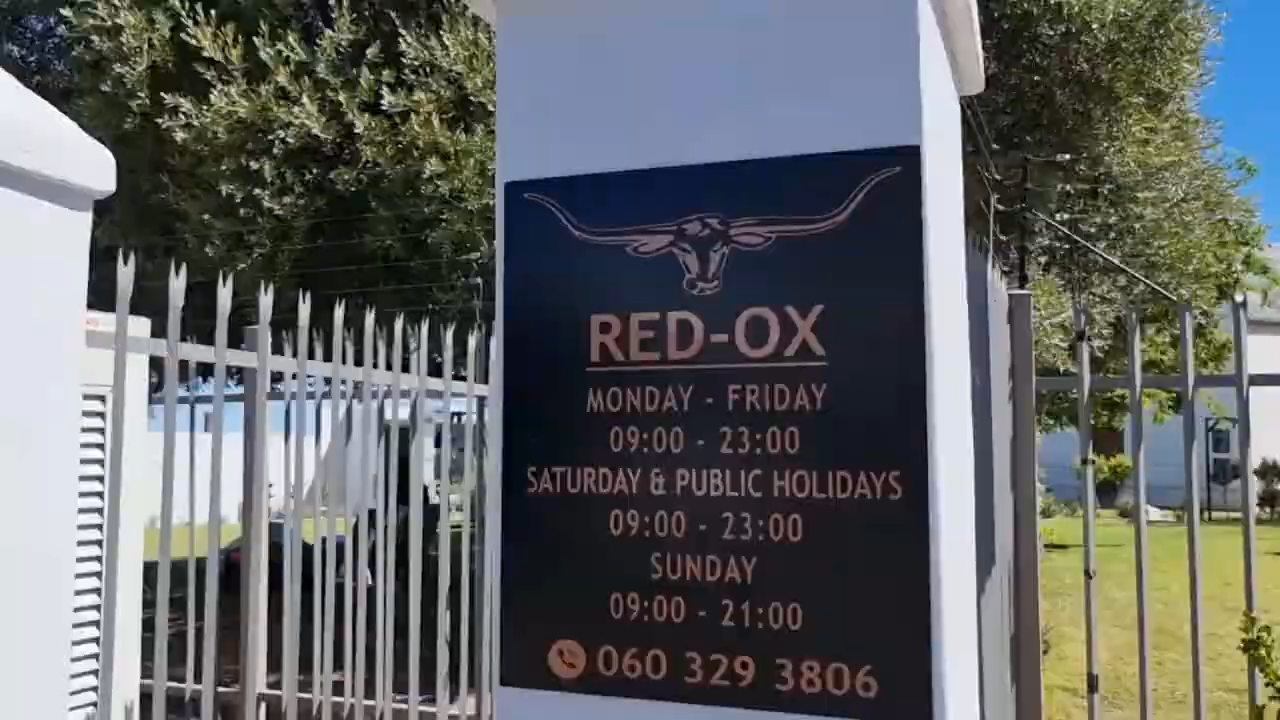 RED-OX
MONDAY - FRIDAY
09:00 - 23:00
SATURDAY & PUBLIC HOLIDAYS
09:00 - 23:00
SUNDAY
09:00 - 21:00
060 329 3806